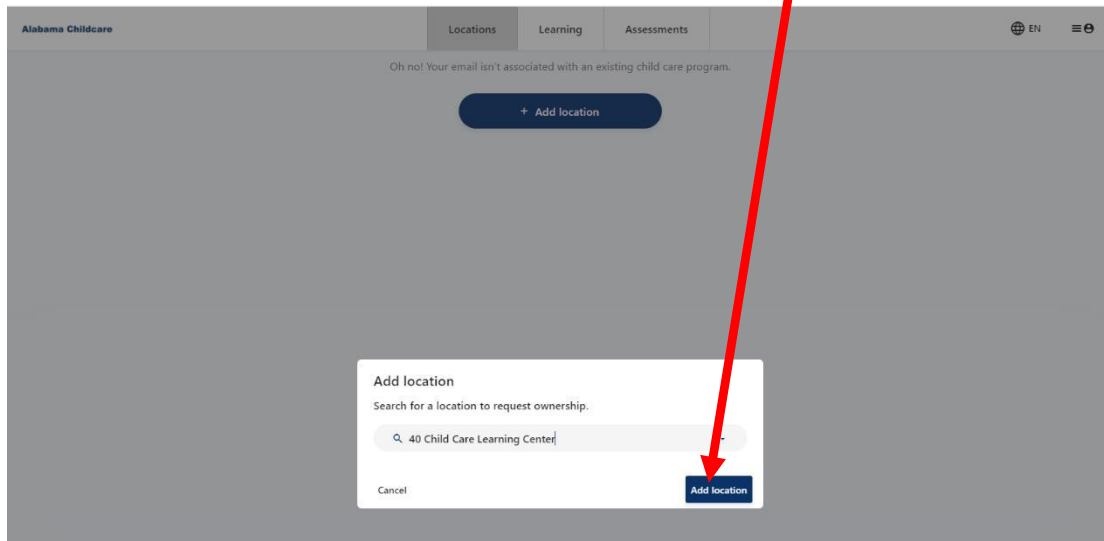 Alabama Childcare
Locations
Learning
Assessments
EN
Oh no! Your email isn't associated with an existing child care program.
+ Add location
Add location
Search for a location to request ownership.
40 Child Care Learning Center
Cancel
Add location